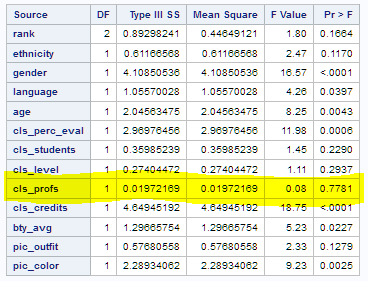 Source DF Type III SS Mean Square F Value Pr > F
rank 2 0.89298241 0.44649121 1.80 0.1664
ethnicity 1 0.61166568 0.61166568 2.47 0.1170
gender 1 4.10850536 4.10850536 16.57 <.0001
language 1 1.05570028 1.05570028 4.26 0.0397
age 1 2.04563475 2.04563475 8.25 0.0043
cls_perc_eval 1 2.96976456 2.96976456 11.98 0.0006
cls_students 1 0.35985239 0.35985239 1.45 0.2290
cls_level 1 0.27404472 0.27404472 1.11 0.2937
cls_profs 1 0.01972169 0.01972169 0.08 0.7781
cls_credits 1 4.64945192 4.64945192 18.75 <.0001
bty_avg 1 1.29665754 1.29665754 5.23 0.0227
pic_outfit 1 0.57680558 0.57680558 2.33 0.1279
pic_color 1 2.28934062 2.28934062 9.23 0.0025